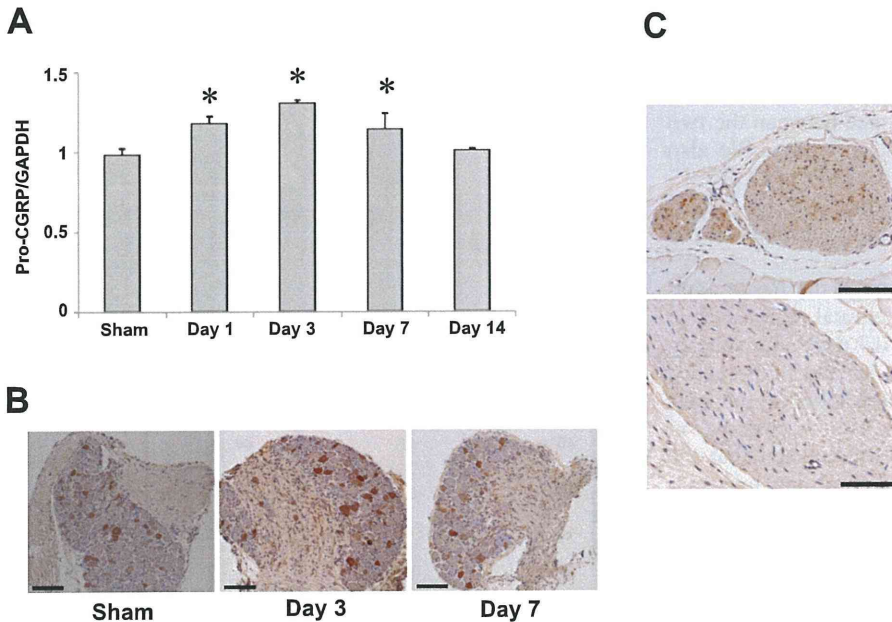 A
C
* * *
1.5
1
0.5
0
Pro-CGRP/GAPDH
Sham Day 1 Day 3 Day 7 Day 14
B
Sham Day 3 Day 7